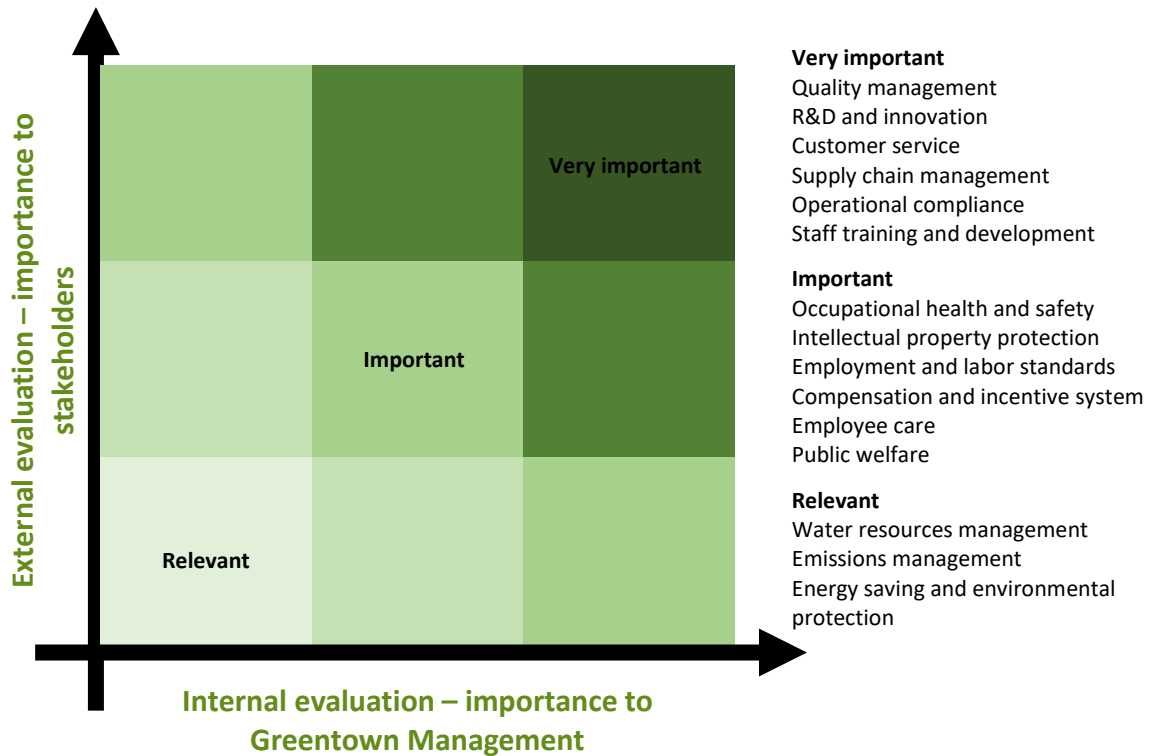 External evaluation – importance to
stakeholders
Very important
Important
Relevant
Internal evaluation – importance to
Greentown Management
Very important
Quality management
R&D and innovation
Customer service
Supply chain management
Operational compliance
Staff training and development
Important
Occupational health and safety
Intellectual property protection
Employment and labor standards
Compensation and incentive system
Employee care
Public welfare
Relevant
Water resources management
Emissions management
Energy saving and environmental
protection